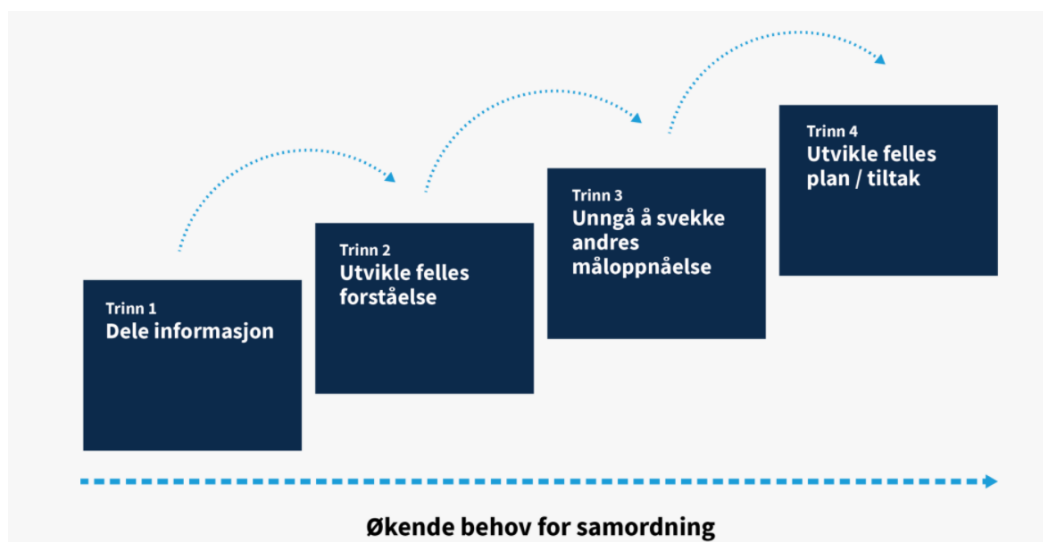 Trinn 1
Dele informasjon
Trinn 2
Utvikle felles
forståelse
Trinn 3
Unngå å svekke
andres
måloppnåelse
Trinn 4
Utvikle felles
plan / tiltak
Økende behov for samordning